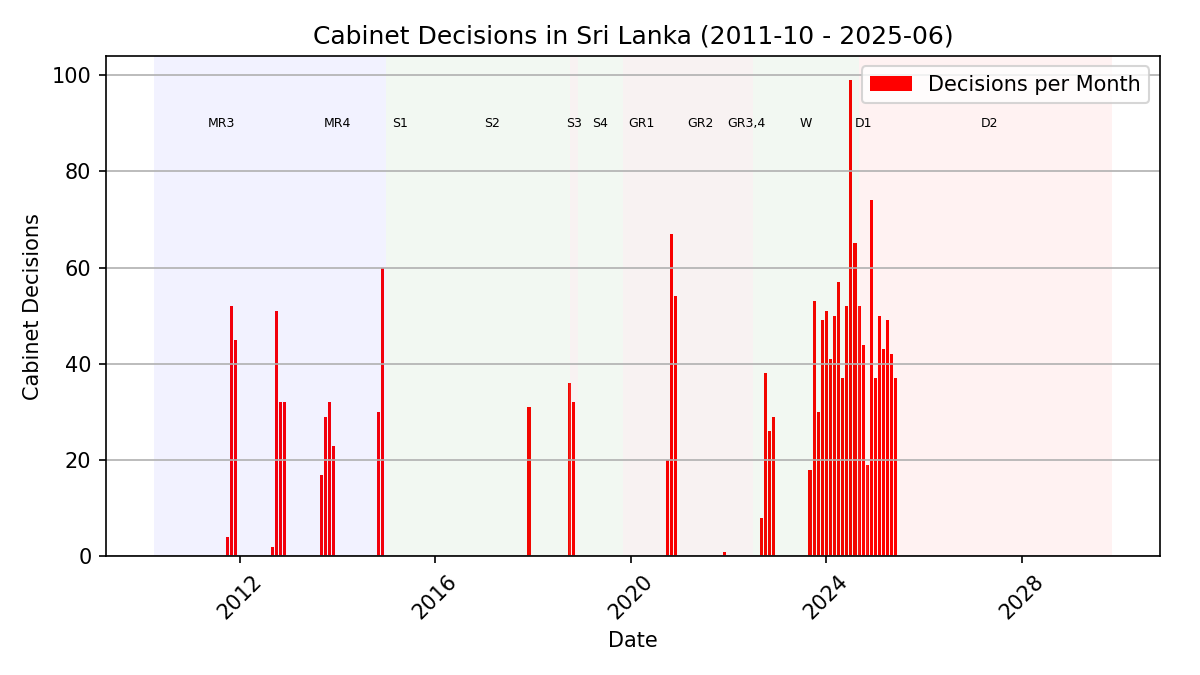 Cabinet Decisions in Sri Lanka (2011-10 - 2025-06)
Decisions per Month
MR3 MR4 S1 S2 S3 S4 GR1 GR2 GR3,4 W D1 D2
Cabinet Decisions
100
80
60
40
20
0
2012 2016 2020 2024 2028
Date